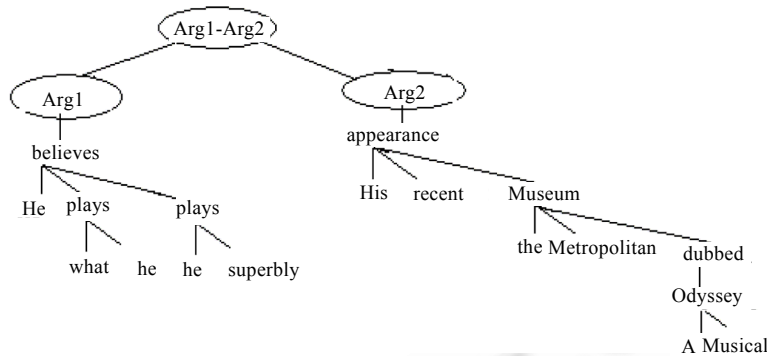 Arg1-Arg2
Arg1 Arg2
believes appearance
He plays plays His recent Museum
what he he superbly the Metropolitan dubbed
Odyssey
A Musical